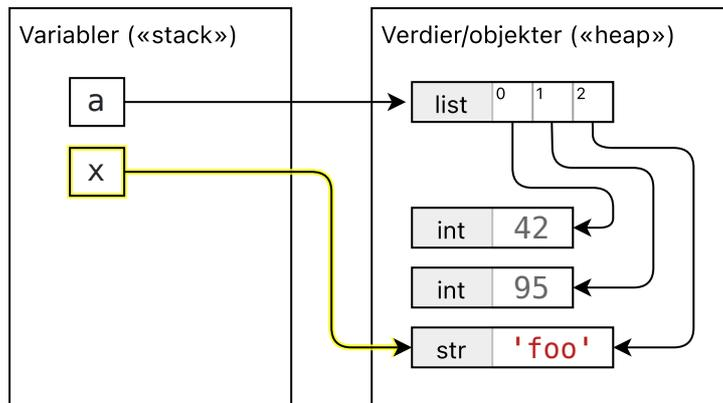 Variabler («stack»)
Verdier/objekter («heap»)
a
list 0 1 2
x
int 42
int 95
str 'foo'